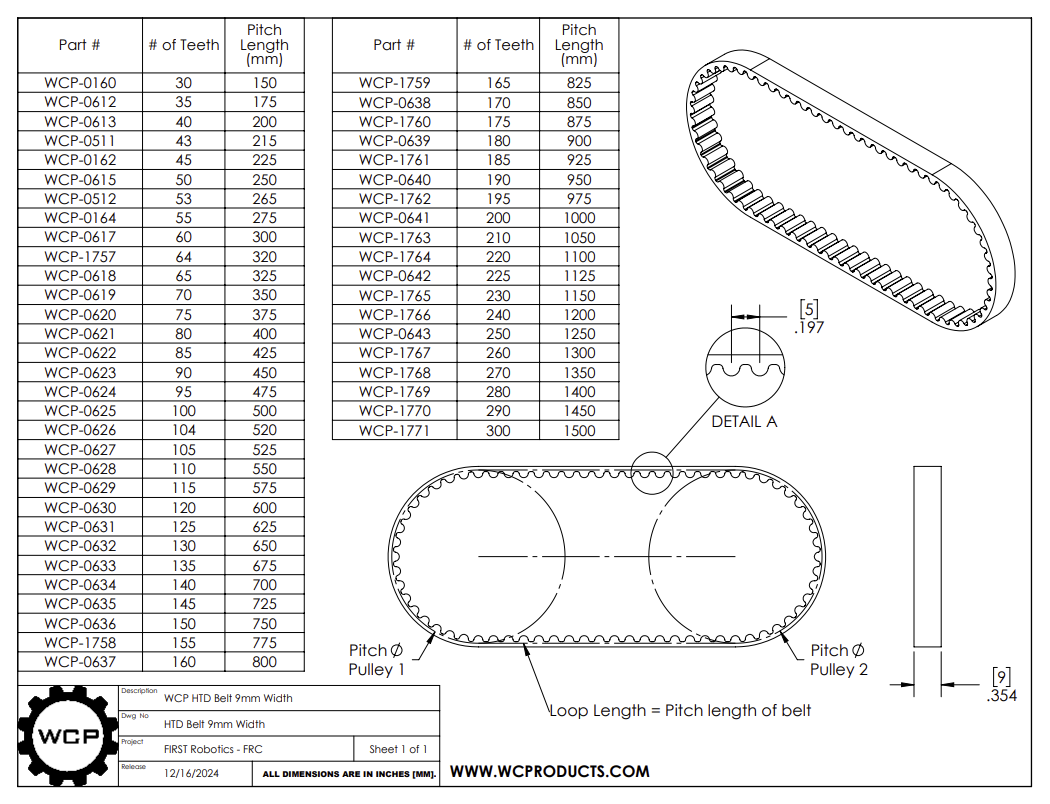 Part # # of Teeth Pitch Length (mm)
WCP-0160 30 150
WCP-0612 35 175
WCP-0613 40 200
WCP-0511 43 215
WCP-0162 45 225
WCP-0615 50 250
WCP-0512 53 265
WCP-0164 55 275
WCP-0617 60 300
WCP-1757 64 320
WCP-0618 65 325
WCP-0619 70 350
WCP-0620 75 375
WCP-0621 80 400
WCP-0622 85 425
WCP-0623 90 450
WCP-0624 95 475
WCP-0625 100 500
WCP-0626 104 520
WCP-0627 105 525
WCP-0628 110 550
WCP-0629 115 575
WCP-0630 120 600
WCP-0631 125 625
WCP-0632 130 650
WCP-0633 135 675
WCP-0634 140 700
WCP-0635 145 725
WCP-0636 150 750
WCP-1758 155 775
WCP-0637 160 800
Part # # of Teeth Pitch Length (mm)
WCP-1759 165 825
WCP-0638 170 850
WCP-1760 175 875
WCP-0639 180 900
WCP-1761 185 925
WCP-0640 190 950
WCP-1762 195 975
WCP-0641 200 1000
WCP-1763 210 1050
WCP-1764 220 1100
WCP-0642 225 1125
WCP-1765 230 1150
WCP-1766 240 1200
WCP-0643 250 1250
WCP-1767 260 1300
WCP-1768 270 1350
WCP-1769 280 1400
WCP-1770 290 1450
WCP-1771 300 1500
[5]
.197
DETAIL A
Pitch Ø
Pulley 1
Pitch Ø
Pulley 2
Loop Length = Pitch length of belt
[9]
.354
WCP
Description WCP HTD Belt 9mm Width
Dwg No HTD Belt 9mm Width
Project FIRST Robotics - FRC Sheet 1 of 1
Release 12/16/2024 ALL DIMENSIONS ARE IN INCHES [MM].
WWW.WCPRODUCTS.COM